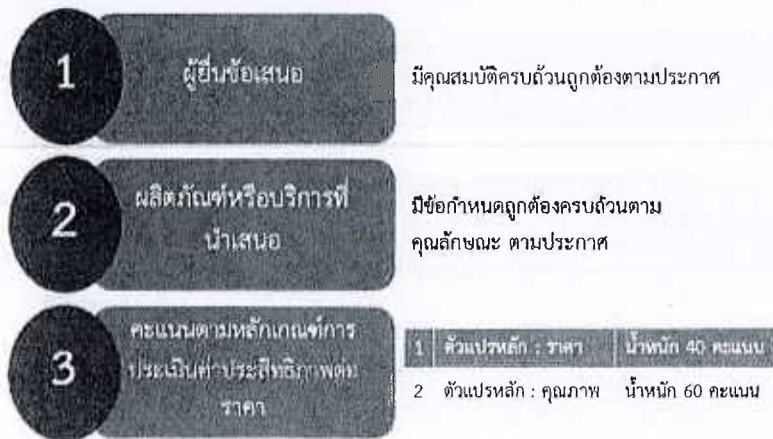 1
ผู้ยื่นข้อเสนอ
มีคุณสมบัติครบถ้วนถูกต้องตามประกาศ
2
ผลิตภัณฑ์หรือบริการที่
นำเสนอ
มีข้อกำหนดถูกต้องครบถ้วนตาม
คุณลักษณะ ตามประกาศ
3
คะแนนตามหลักเกณฑ์การ
ประเมินค่าประสิทธิภาพต่อ
ราคา
1 ตัวแปรหลัก : ราคา น้ำหนัก 40 คะแนน
2 ตัวแปรหลัก : คุณภาพ น้ำหนัก 60 คะแนน